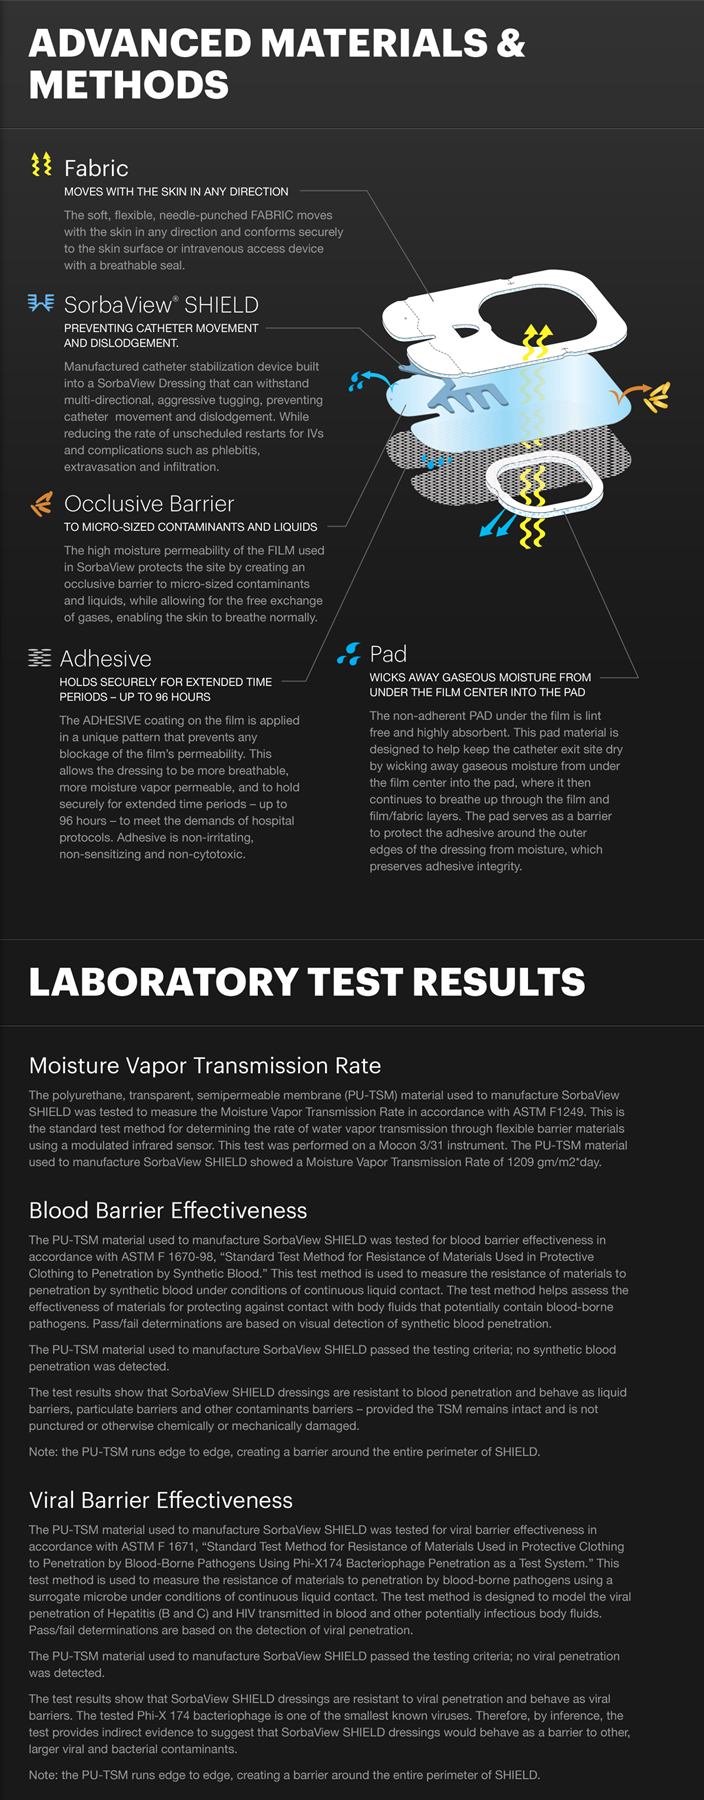 ADVANCED MATERIALS &
METHODS
Fabric
MOVES WITH THE SKIN IN ANY DIRECTION
The soft, flexible, needle-punched FABRIC moves
with the skin in any direction and conforms securely
to the skin surface or intravenous access device
with a breathable seal.
SorbaView® SHIELD
PREVENTING CATHETER MOVEMENT
AND DISLODGEMENT.
Manufactured catheter stabilization device built
into a SorbaView Dressing that can withstand
multi-directional, aggressive tugging, preventing
catheter movement and dislodgement. While
reducing the rate of unscheduled restarts for IVs
and complications such as phlebitis,
extravasation and infiltration.
Occlusive Barrier
TO MICRO-SIZED CONTAMINANTS AND LIQUIDS
The high moisture permeability of the FILM used
in SorbaView protects the site by creating an
occlusive barrier to micro-sized contaminants
and liquids, while allowing for the free exchange
of gases, enabling the skin to breathe normally.
Adhesive
HOLDS SECURELY FOR EXTENDED TIME
PERIODS – UP TO 96 HOURS
The ADHESIVE coating on the film is applied
in a unique pattern that prevents any
blockage of the film's permeability. This
allows the dressing to be more breathable,
more moisture vapor permeable, and to hold
securely for extended time periods – up to
96 hours – to meet the demands of hospital
protocols. Adhesive is non-irritating,
non-sensitizing and non-cytotoxic.
Pad
WICKS AWAY GASEOUS MOISTURE FROM
UNDER THE FILM CENTER INTO THE PAD
The non-adherent PAD under the film is lint
free and highly absorbent. This pad material is
designed to help keep the catheter exit site dry
by wicking away gaseous moisture from under
the film center into the pad, where it then
continues to breathe up through the film and
film/fabric layers. The pad serves as a barrier
to protect the adhesive around the outer
edges of the dressing from moisture, which
preserves adhesive integrity.
LABORATORY TEST RESULTS
Moisture Vapor Transmission Rate
The polyurethane, transparent, semipermeable membrane (PU-TSM) material used to manufacture SorbaView
SHIELD was tested to measure the Moisture Vapor Transmission Rate in accordance with ASTM F1249. This is
the standard test method for determining the rate of water vapor transmission through flexible barrier materials
using a modulated infrared sensor. This test was performed on a Mocon 3/31 instrument. The PU-TSM material
used to manufacture SorbaView SHIELD showed a Moisture Vapor Transmission Rate of 1209 gm/m2*day.
Blood Barrier Effectiveness
The PU-TSM material used to manufacture SorbaView SHIELD was tested for blood barrier effectiveness in
accordance with ASTM F 1670-98, “Standard Test Method for Resistance of Materials Used in Protective
Clothing to Penetration by Synthetic Blood.” This test method is used to measure the resistance of materials to
penetration by synthetic blood under conditions of continuous liquid contact. The test method helps assess the
effectiveness of materials for protecting against contact with body fluids that potentially contain blood-borne
pathogens. Pass/fail determinations are based on visual detection of synthetic blood penetration.
The PU-TSM material used to manufacture SorbaView SHIELD passed the testing criteria; no synthetic blood
penetration was detected.
The test results show that SorbaView SHIELD dressings are resistant to blood penetration and behave as liquid
barriers, particulate barriers and other contaminants barriers – provided the TSM remains intact and is not
punctured or otherwise chemically or mechanically damaged.
Note: the PU-TSM runs edge to edge, creating a barrier around the entire perimeter of SHIELD.
Viral Barrier Effectiveness
The PU-TSM material used to manufacture SorbaView SHIELD was tested for viral barrier effectiveness in
accordance with ASTM F 1671, “Standard Test Method for Resistance of Materials Used in Protective Clothing
to Penetration by Blood-Borne Pathogens Using Phi-X174 Bacteriophage Penetration as a Test System.” This
test method is used to measure the resistance of materials to penetration by blood-borne pathogens using a
surrogate microbe under conditions of continuous liquid contact. The test method is designed to model the viral
penetration of Hepatitis (B and C) and HIV transmitted in blood and other potentially infectious body fluids.
Pass/fail determinations are based on the detection of viral penetration.
The PU-TSM material used to manufacture SorbaView SHIELD passed the testing criteria; no viral penetration
was detected.
The test results show that SorbaView SHIELD dressings are resistant to viral penetration and behave as viral
barriers. The tested Phi-X 174 bacteriophage is one of the smallest known viruses. Therefore, by inference, the
test provides indirect evidence to suggest that SorbaView SHIELD dressings would behave as a barrier to other,
larger viral and bacterial contaminants.
Note: the PU-TSM runs edge to edge, creating a barrier around the entire perimeter of SHIELD.